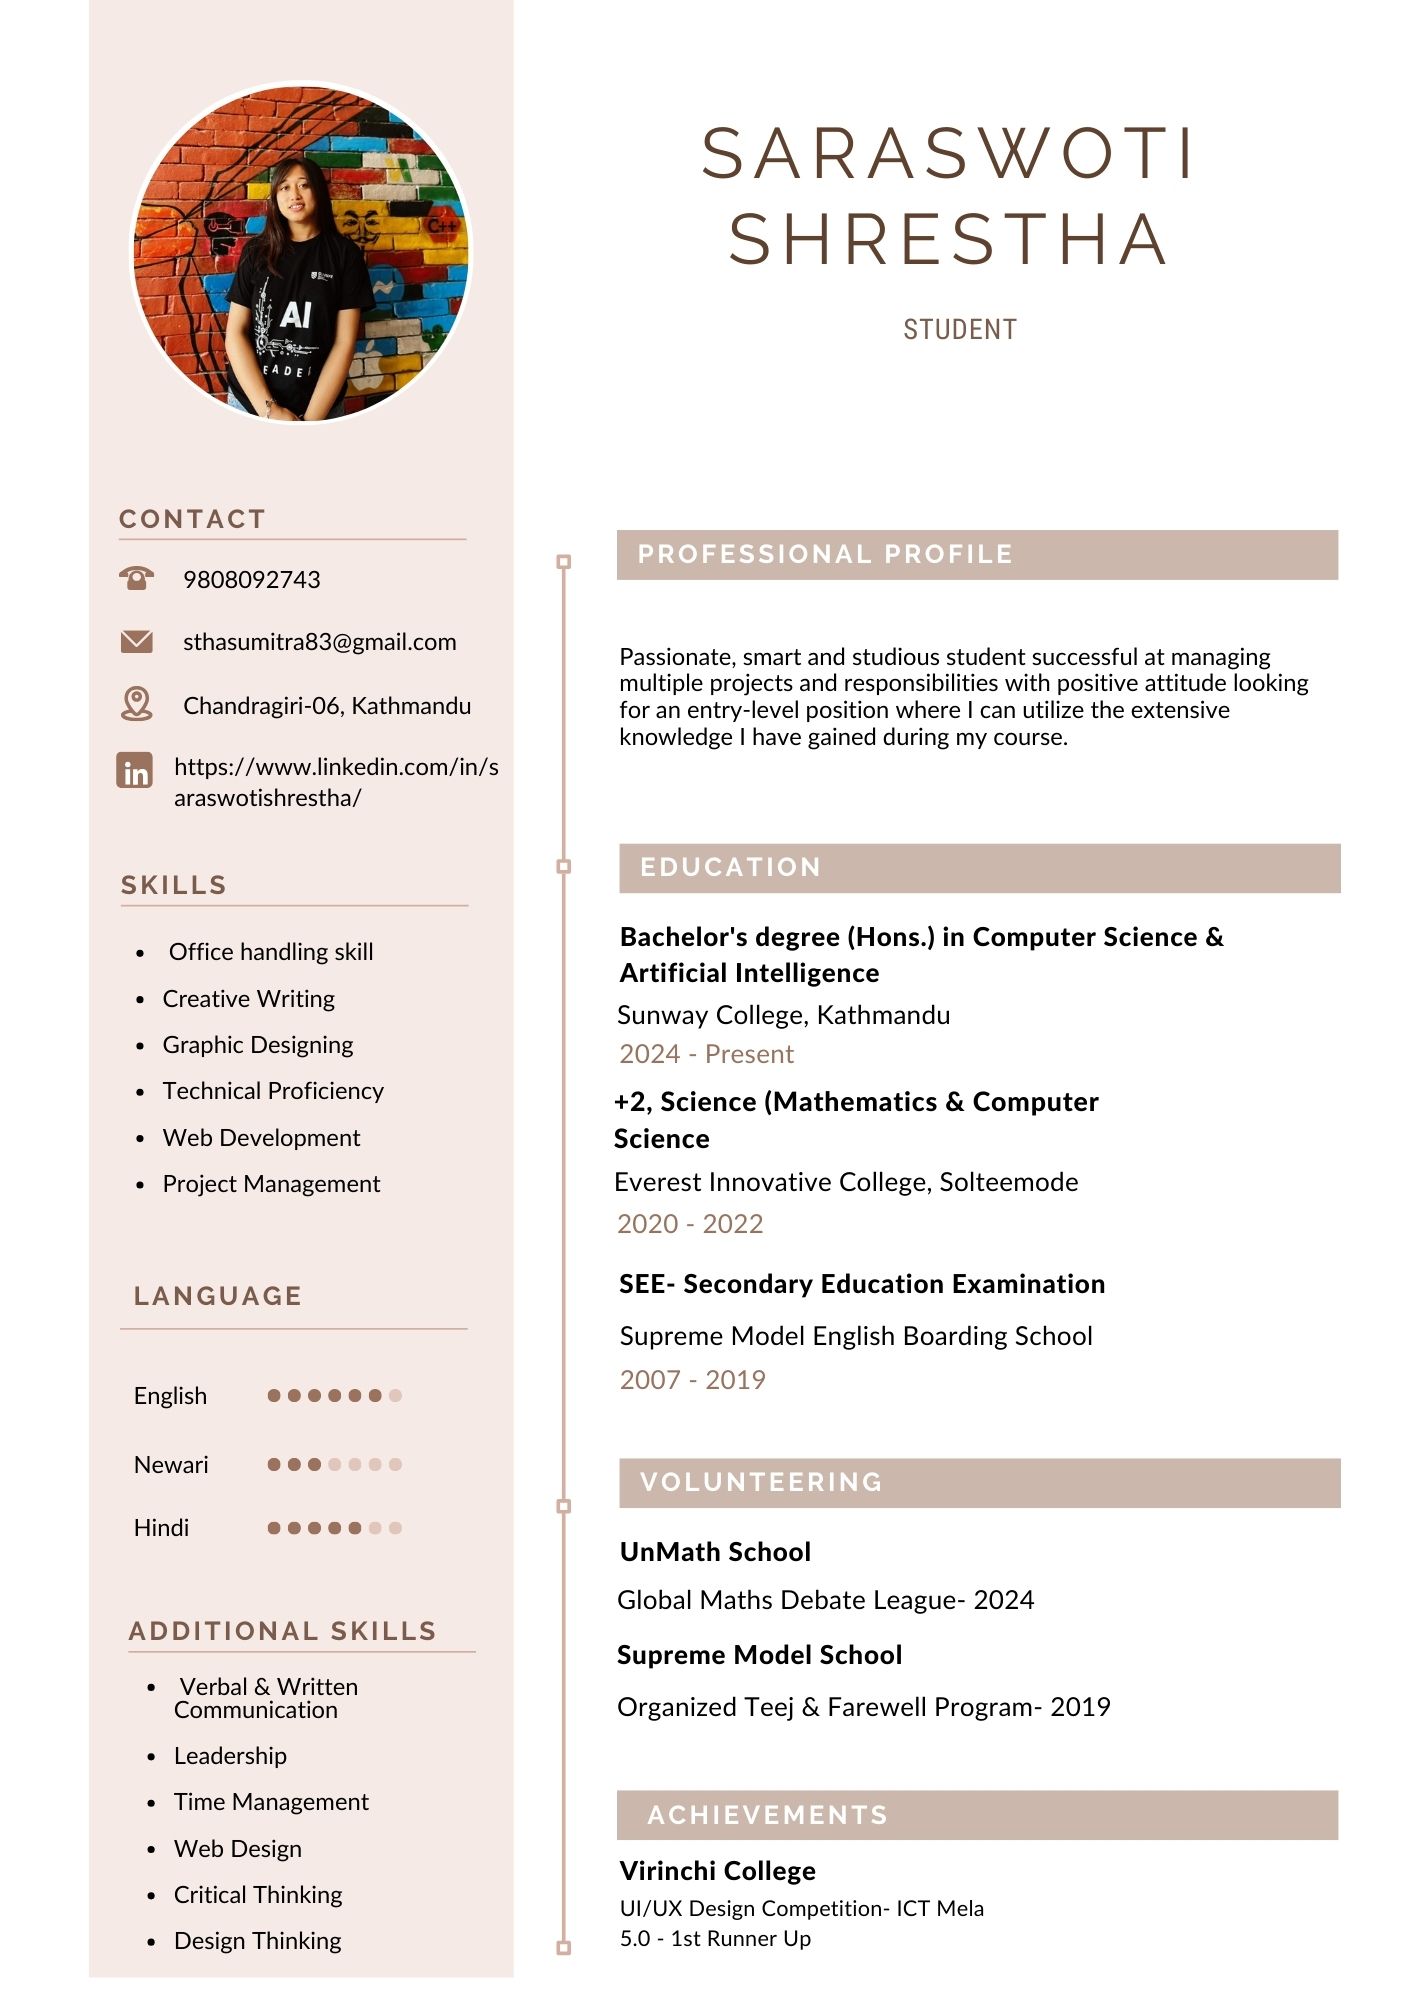 SARASWOTI
SHRESTHA
STUDENT
C++
AI
EADE
CONTACT
9808092743
sthasumitra83@gmail.com
Chandragiri-06, Kathmandu
in
https://www.linkedin.com/in/s
araswotishrestha/
SKILLS
• Office handling skill
• Creative Writing
• Graphic Designing
• Technical Proficiency
• Web Development
• Project Management
LANGUAGE
English
Newari
Hindi
ADDITIONAL SKILLS
• Verbal & Written
Communication
• Leadership
• Time Management
• Web Design
• Critical Thinking
• Design Thinking
PROFESSIONAL PROFILE
Passionate, smart and studious student successful at managing
multiple projects and responsibilities with positive attitude looking
for an entry-level position where I can utilize the extensive
knowledge I have gained during my course.
EDUCATION
Bachelor's degree (Hons.) in Computer Science &
Artificial Intelligence
Sunway College, Kathmandu
2024 - Present
+2, Science (Mathematics & Computer
Science
Everest Innovative College, Solteemode
2020 - 2022
SEE- Secondary Education Examination
Supreme Model English Boarding School
2007 - 2019
VOLUNTEERING
UnMath School
Global Maths Debate League- 2024
Supreme Model School
Organized Teej & Farewell Program- 2019
ACHIEVEMENTS
Virinchi College
UI/UX Design Competition- ICT Mela
5.0 - 1st Runner Up